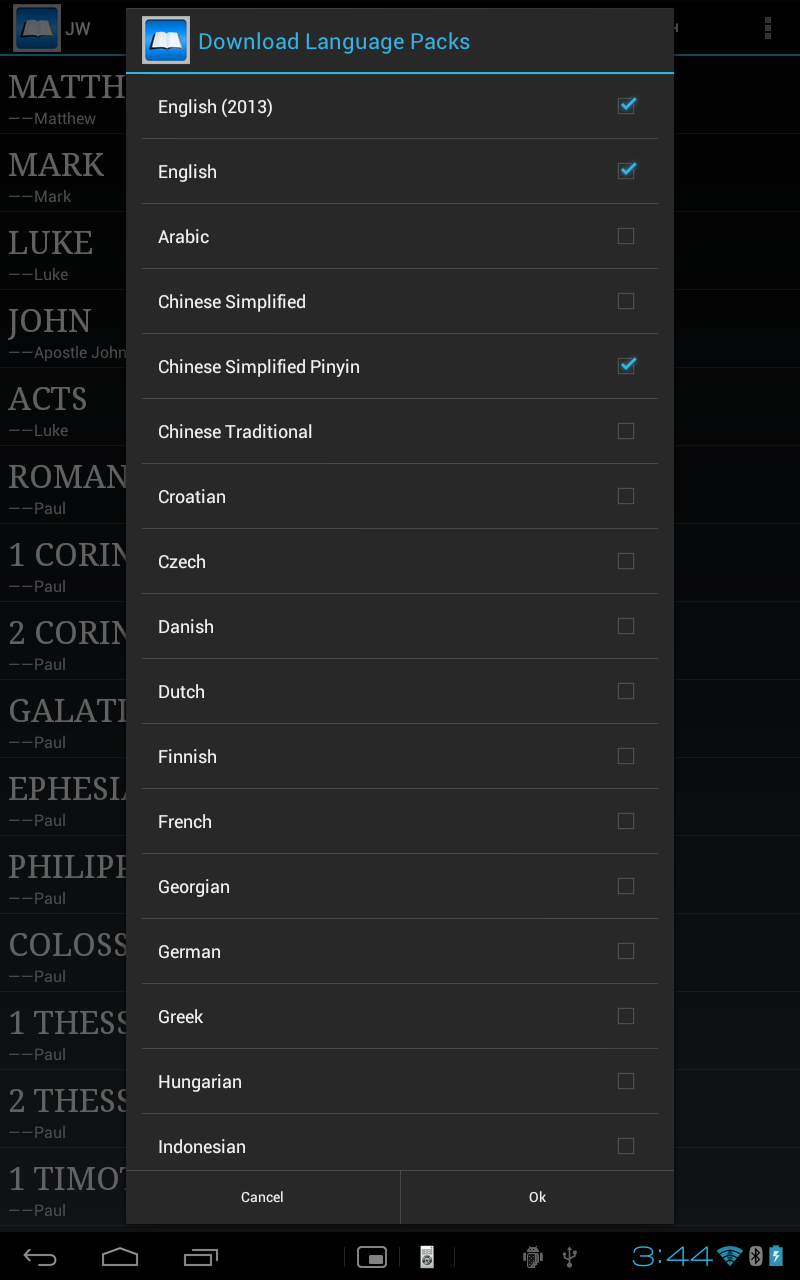 JW
Download Language Packs
H
English (2013)
English
Arabic
Chinese Simplified
Chinese Simplified Pinyin
Chinese Traditional
Croatian
Czech
Danish
Dutch
Finnish
French
Georgian
German
Greek
Hungarian
Indonesian
Cancel
Ok
MATTH
——Matthew
MARK
——Mark
LUKE
——Luke
JOHN
——Apostle John
ACTS
——Luke
ROMAN
——Paul
1 CORIN
——Paul
2 CORIN
——Paul
GALATI
——Paul
EPHESIA
——Paul
PHILIPP
——Paul
COLOSS
——Paul
1 THESS
——Paul
2 THESS
——Paul
1 TIMOT
——Paul
3:44